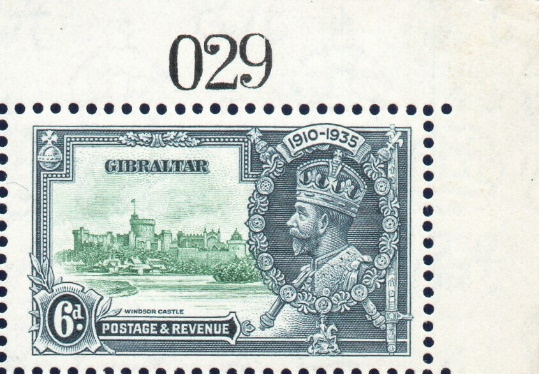 029
1910-1935
GIBRALTAR
WINDSOR CASTLE
6d.
POSTAGE & REVENUE